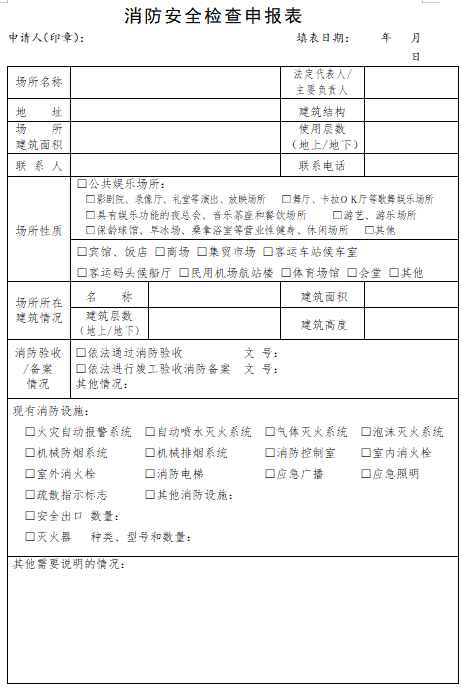 消防安全检查申报表
申请人(印章)： 填表日期： 年 月
日
场所名称 法定代表人/
主要负责人
地 址 建筑结构
场 所
建筑面积 使用层数
（地上/地下）
联 系 人 联系电话
场所性质 □公共娱乐场所：
□影剧院、录像厅、礼堂等演出、放映场所 □舞厅、卡拉OK厅等歌舞娱乐场所
□具有娱乐功能的夜总会、音乐茶座和餐饮场所 □游艺、游乐场所
□保龄球馆、旱冰场、桑拿浴室等营业性健身、休闲场所 □其他
□宾馆、饭店 □商场 □集贸市场 □客运车站候车室
□客运码头候船厅 □民用机场航站楼 □体育场馆 □会堂 □其他
场所所在
建筑情况 名 称 建筑面积
建筑层数
（地上/地下） 建筑高度
消防验收
/备案
情况 □依法通过消防验收 文 号：
□依法进行竣工验收消防备案 文 号：
其他情况：
现有消防设施：
□火灾自动报警系统 □自动喷水灭火系统 □气体灭火系统 □泡沫灭火系统
□机械防烟系统 □机械排烟系统 □消防控制室 □室内消火栓
□室外消火栓 □消防电梯 □应急广播 □应急照明
□疏散指示标志 □其他消防设施：
□安全出口 数量：
□灭火器 种类、型号和数量：
其他需要说明的情况：